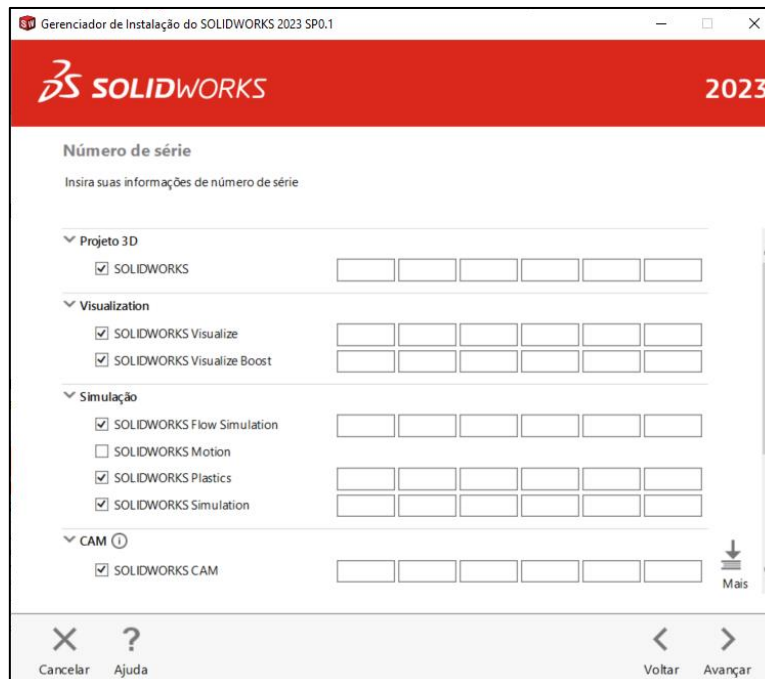 Gerenciador de Instalação do SOLIDWORKS 2023 SP0.1
SOLIDWORKS 2023
Número de série
Insira suas informações de número de série
Projeto 3D
SOLIDWORKS
Visualization
SOLIDWORKS Visualize
SOLIDWORKS Visualize Boost
Simulação
SOLIDWORKS Flow Simulation
SOLIDWORKS Motion
SOLIDWORKS Plastics
SOLIDWORKS Simulation
CAM
SOLIDWORKS CAM
Mais
Cancelar Ajuda Voltar Avançar